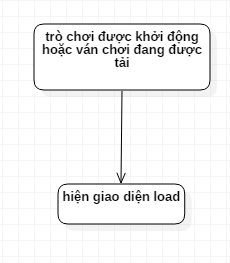 trò chơi được khởi động
hoặc ván chơi đang được
tải
hiện giao diện load